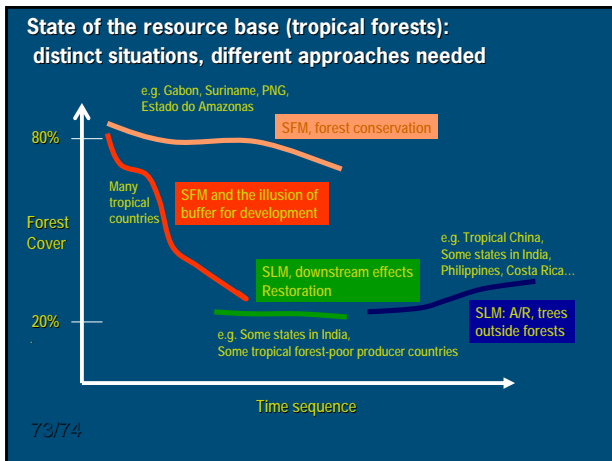 State of the resource base (tropical forests):
distinct situations, different approaches needed
e.g. Gabon, Suriname, PNG,
Estado do Amazonas
SFM, forest conservation
80%
Many
tropical
countries
SFM and the illusion of
buffer for development
Forest
Cover
e.g. Tropical China,
Some states in India,
Philippines, Costa Rica…
SLM, downstream effects
Restoration
SLM: A/R, trees
outside forests
20%
.
e.g. Some states in India,
Some tropical forest-poor producer countries
Time sequence
73/74